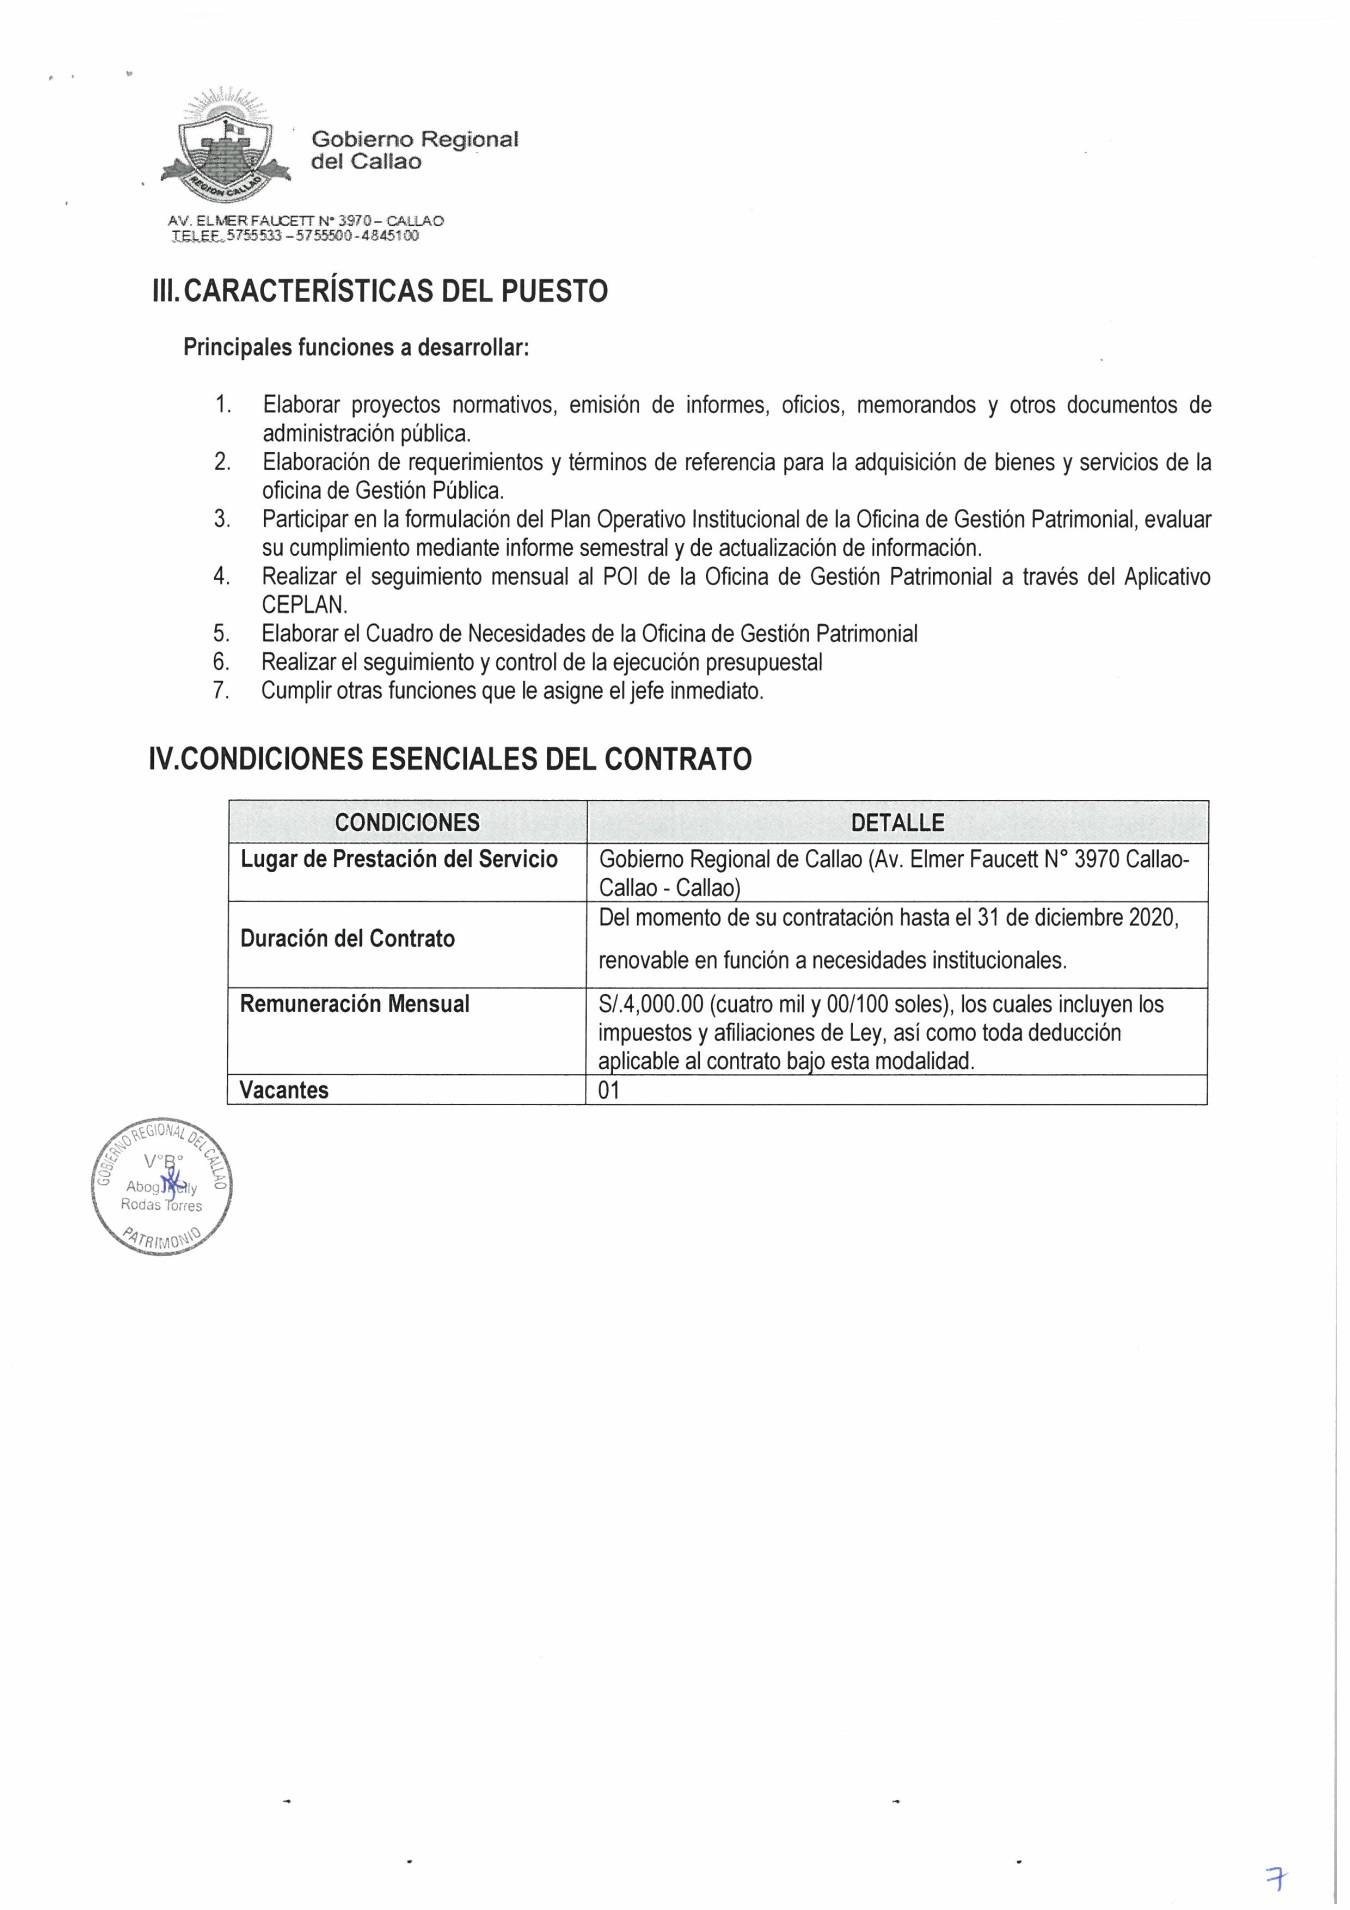 Gobierno Regional
del Callao
REGION CALLAO
AV. ELMER FAUCETT N° 3970 – CALLAO
TELEF. 5755533 – 5755500 - 4845100
III. CARACTERÍSTICAS DEL PUESTO
Principales funciones a desarrollar:
1. Elaborar proyectos normativos, emisión de informes, oficios, memorandos y otros documentos de
administración pública.
2. Elaboración de requerimientos y términos de referencia para la adquisición de bienes y servicios de la
oficina de Gestión Pública.
3. Participar en la formulación del Plan Operativo Institucional de la Oficina de Gestión Patrimonial, evaluar
su cumplimiento mediante informe semestral y de actualización de información.
4. Realizar el seguimiento mensual al POI de la Oficina de Gestión Patrimonial a través del Aplicativo
CEPLAN.
5. Elaborar el Cuadro de Necesidades de la Oficina de Gestión Patrimonial
6. Realizar el seguimiento y control de la ejecución presupuestal
7. Cumplir otras funciones que le asigne el jefe inmediato.
IV.CONDICIONES ESENCIALES DEL CONTRATO
CONDICIONES DETALLE
Lugar de Prestación del Servicio Gobierno Regional de Callao (Av. Elmer Faucett N° 3970 Callao-
Callao - Callao)
Duración del Contrato Del momento de su contratación hasta el 31 de diciembre 2020,
renovable en función a necesidades institucionales.
Remuneración Mensual S/.4,000.00 (cuatro mil y 00/100 soles), los cuales incluyen los
impuestos y afiliaciones de Ley, así como toda deducción
aplicable al contrato bajo esta modalidad.
Vacantes 01
GOBIERNO REGIONAL DEL CALLAO
V°B°
Abog.
Rodas Torres
PATRIMONIO
7